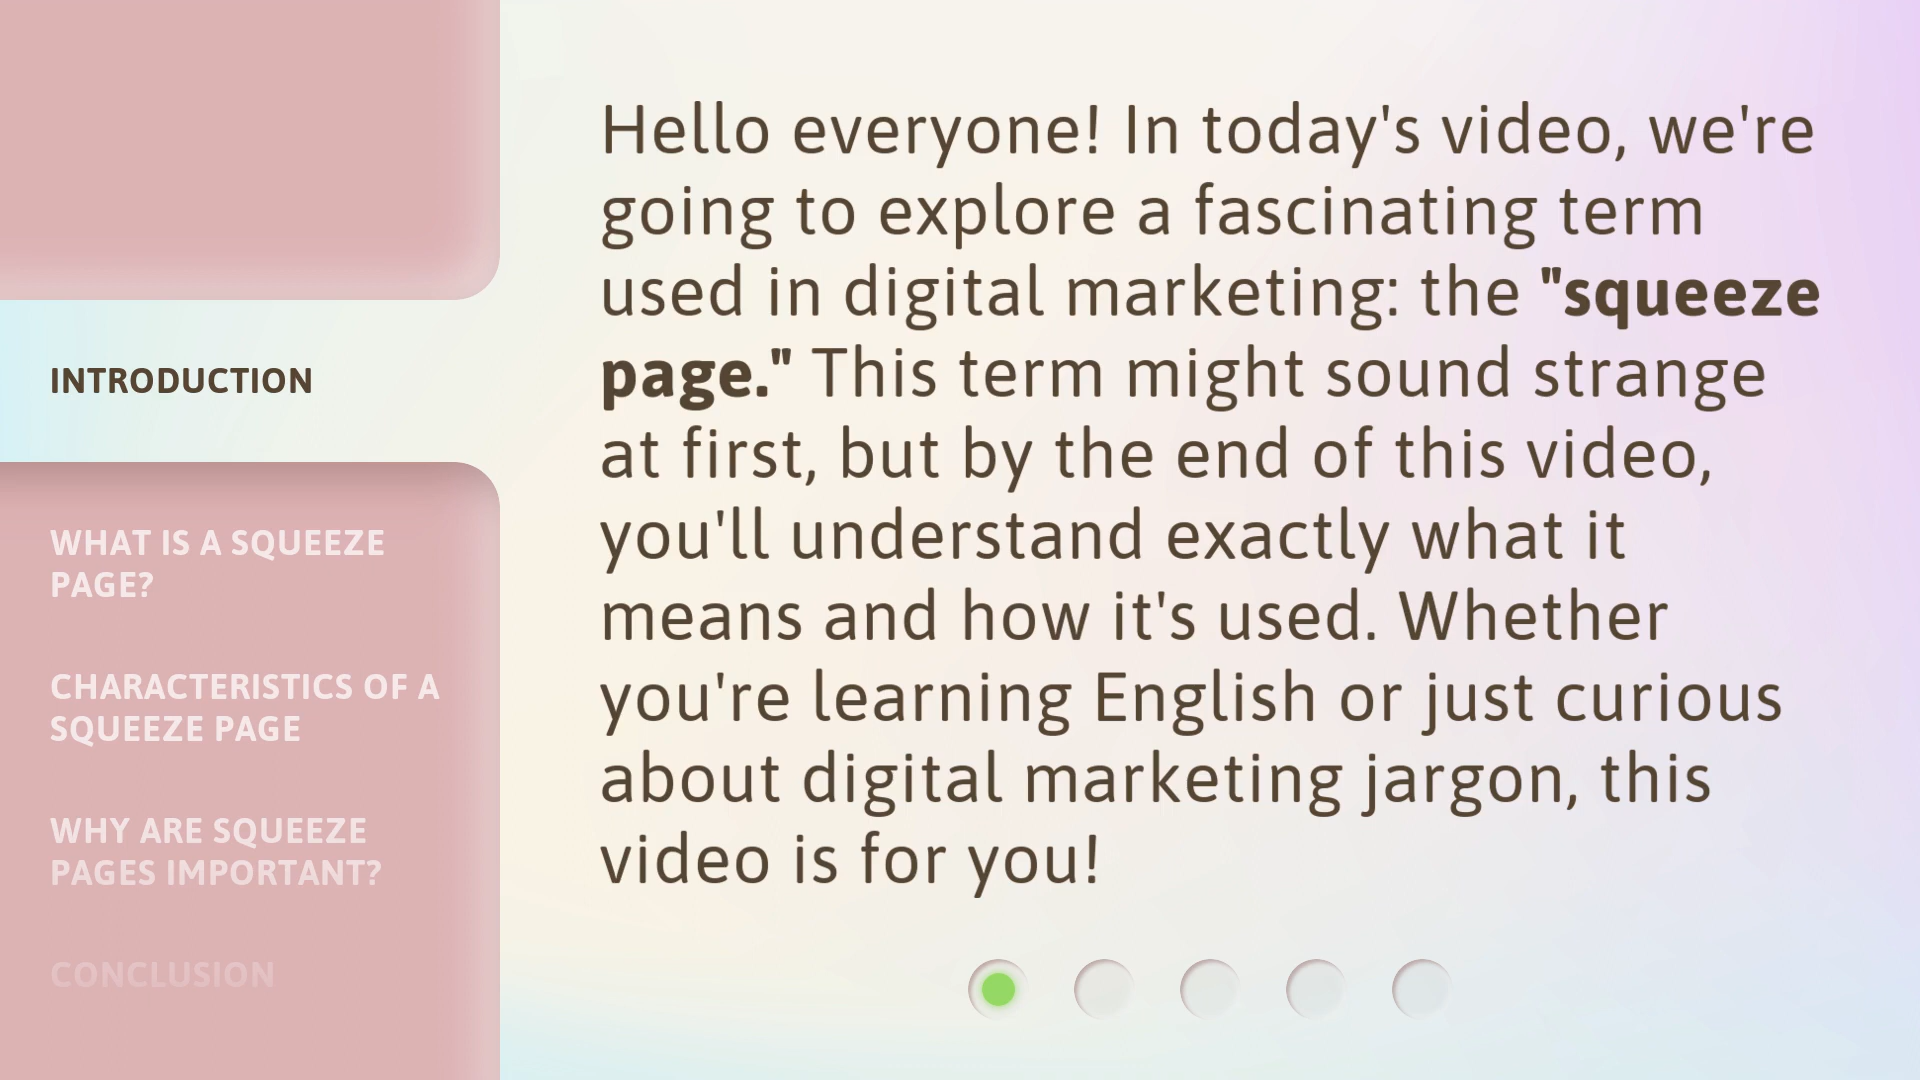 INTRODUCTION
WHAT IS A SQUEEZE
PAGE?
CHARACTERISTICS OF A
SQUEEZE PAGE
WHY ARE SQUEEZE
PAGES IMPORTANT?
CONCLUSION
Hello everyone! In today's video, we're
going to explore a fascinating term
used in digital marketing: the "squeeze
page." This term might sound strange
at first, but by the end of this video,
you'll understand exactly what it
means and how it's used. Whether
you're learning English or just curious
about digital marketing jargon, this
video is for you!